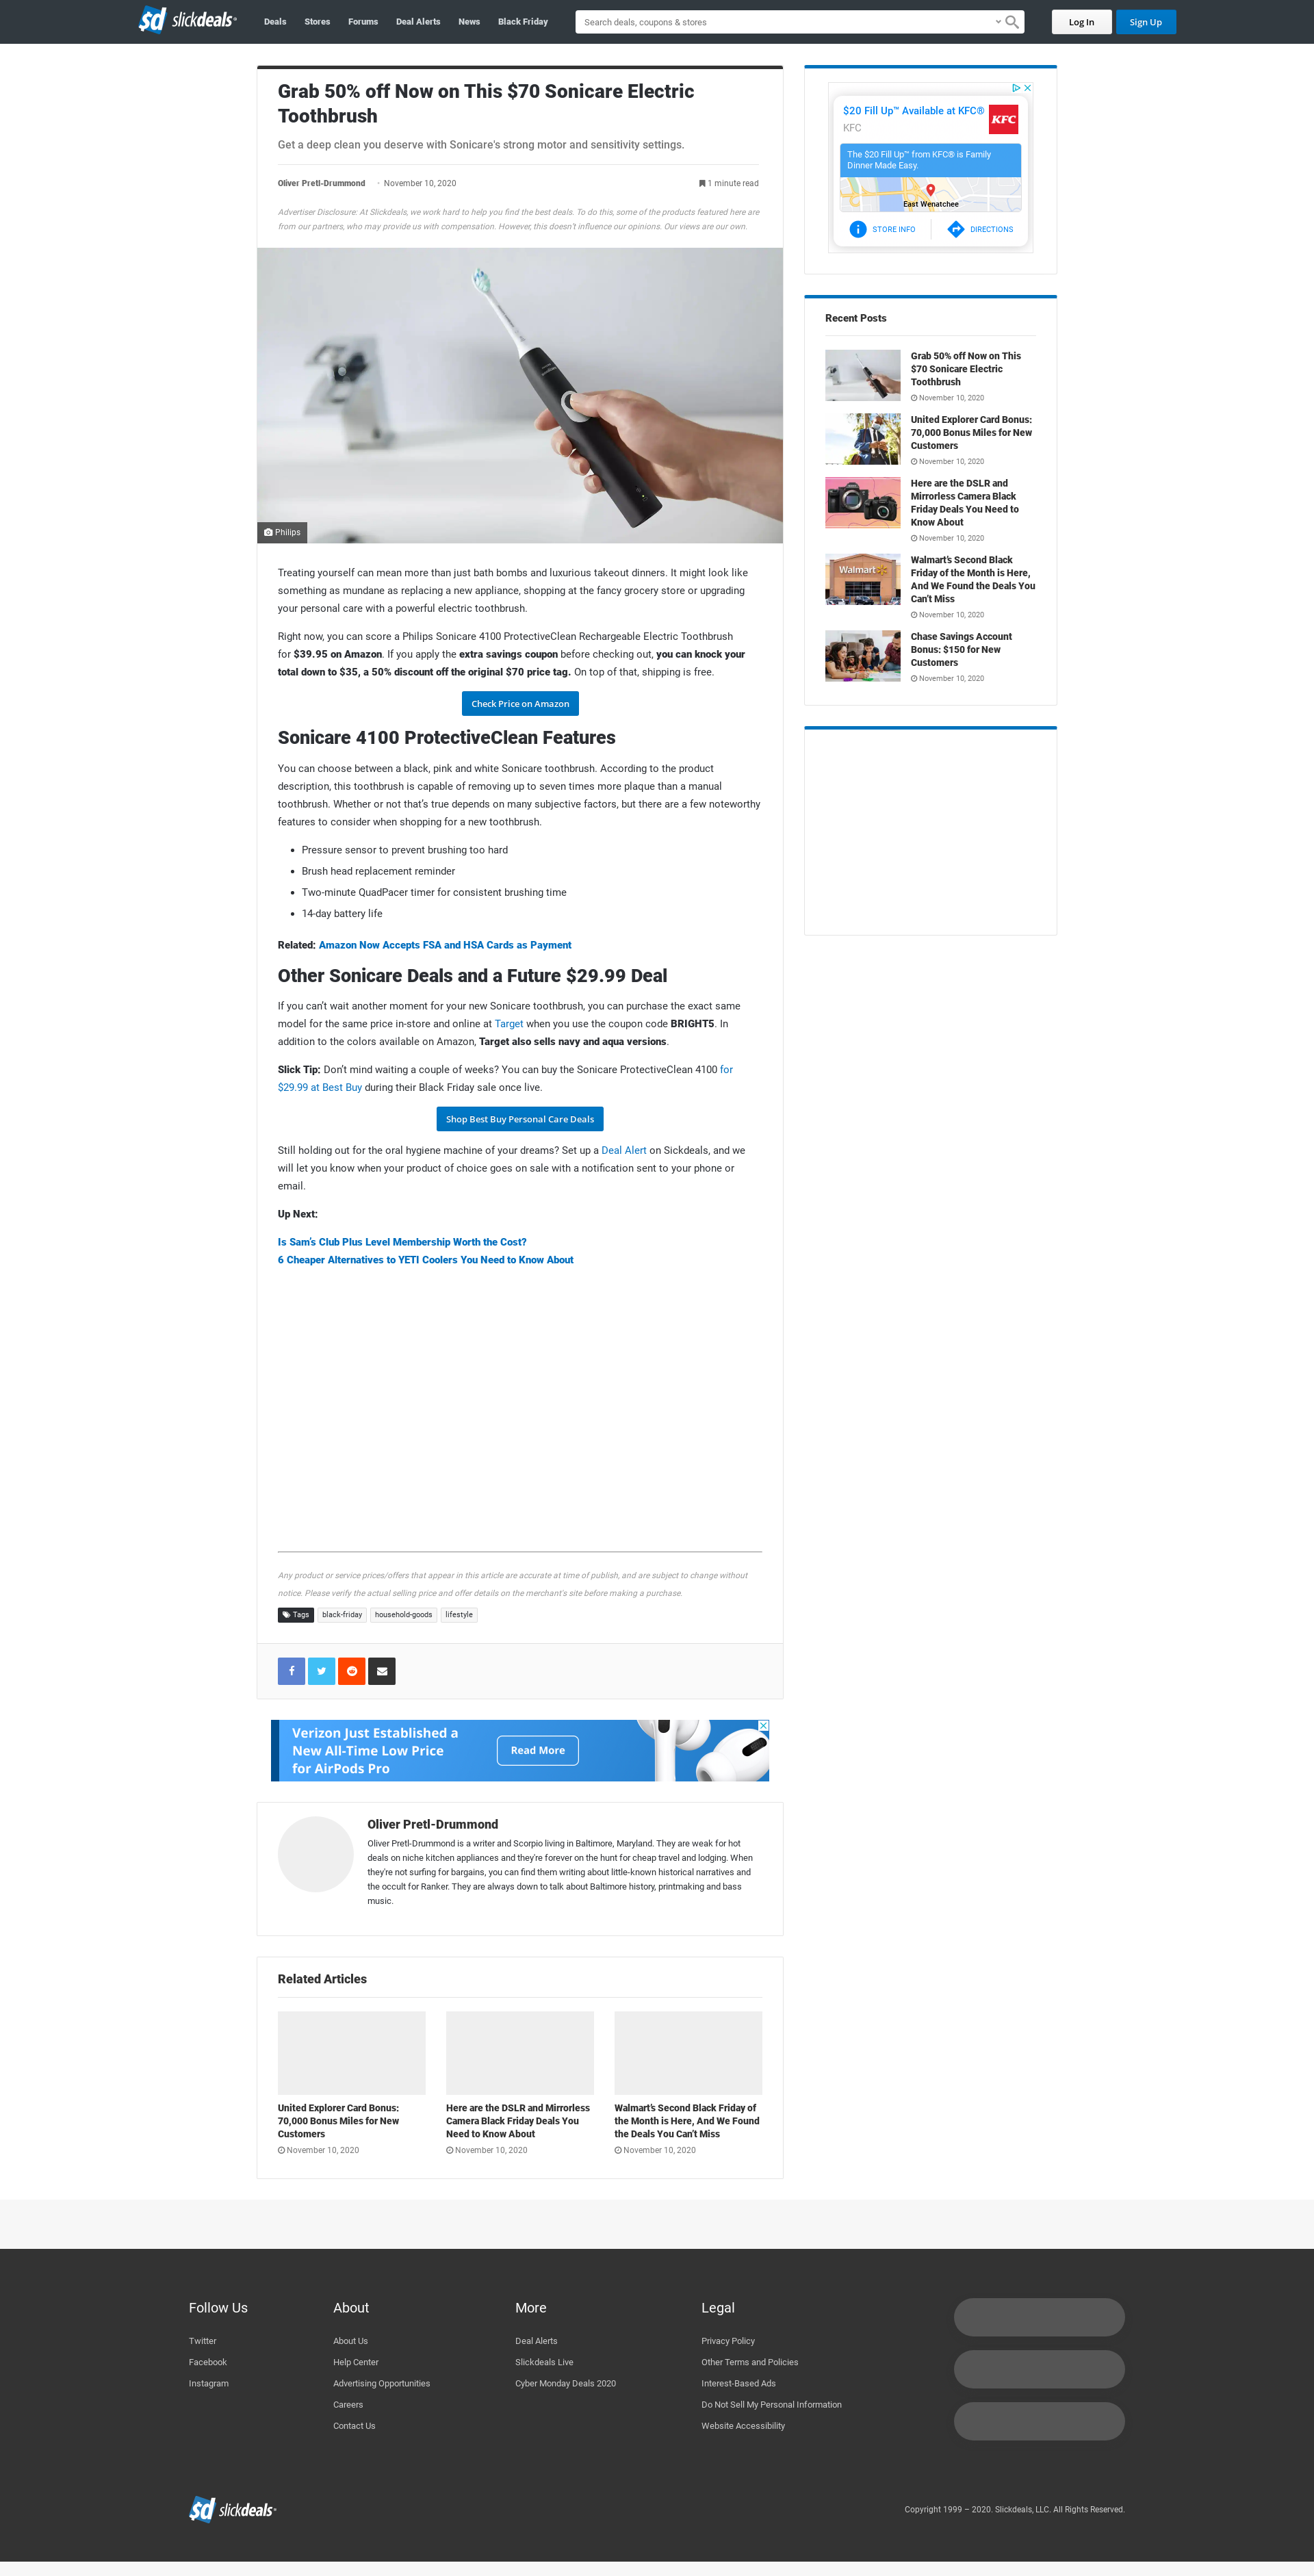 sd slickdeals
Deals
Stores
Forums
Deal Alerts
News
Black Friday
Search deals, coupons & stores
Log In
Sign Up
Grab 50% off Now on This $70 Sonicare Electric
Toothbrush
Get a deep clean you deserve with Sonicare's strong motor and sensitivity settings.
Oliver Pretl-Drummond · November 10, 2020
1 minute read
Advertiser Disclosure: At Slickdeals, we work hard to help you find the best deals. To do this, some of the products featured here are
from our partners, who may provide us with compensation. However, this doesn't influence our opinions. Our views are our own.
Philips
Treating yourself can mean more than just bath bombs and luxurious takeout dinners. It might look like
something as mundane as replacing a new appliance, shopping at the fancy grocery store or upgrading
your personal care with a powerful electric toothbrush.
Right now, you can score a Philips Sonicare 4100 ProtectiveClean Rechargeable Electric Toothbrush
for $39.95 on Amazon. If you apply the extra savings coupon before checking out, you can knock your
total down to $35, a 50% discount off the original $70 price tag. On top of that, shipping is free.
Check Price on Amazon
Sonicare 4100 ProtectiveClean Features
You can choose between a black, pink and white Sonicare toothbrush. According to the product
description, this toothbrush is capable of removing up to seven times more plaque than a manual
toothbrush. Whether or not that's true depends on many subjective factors, but there are a few noteworthy
features to consider when shopping for a new toothbrush.
• Pressure sensor to prevent brushing too hard
• Brush head replacement reminder
• Two-minute QuadPacer timer for consistent brushing time
• 14-day battery life
Related: Amazon Now Accepts FSA and HSA Cards as Payment
Other Sonicare Deals and a Future $29.99 Deal
If you can't wait another moment for your new Sonicare toothbrush, you can purchase the exact same
model for the same price in-store and online at Target when you use the coupon code BRIGHT5. In
addition to the colors available on Amazon, Target also sells navy and aqua versions.
Slick Tip: Don't mind waiting a couple of weeks? You can buy the Sonicare ProtectiveClean 4100 for
$29.99 at Best Buy during their Black Friday sale once live.
Shop Best Buy Personal Care Deals
Still holding out for the oral hygiene machine of your dreams? Set up a Deal Alert on Sickdeals, and we
will let you know when your product of choice goes on sale with a notification sent to your phone or
email.
Up Next:
Is Sam's Club Plus Level Membership Worth the Cost?
6 Cheaper Alternatives to YETI Coolers You Need to Know About
Any product or service prices/offers that appear in this article are accurate at time of publish, and are subject to change without
notice. Please verify the actual selling price and offer details on the merchant's site before making a purchase.
Tags
black-friday
household-goods
lifestyle
Verizon Just Established a
New All-Time Low Price
for AirPods Pro
Read More
Oliver Pretl-Drummond
Oliver Pretl-Drummond is a writer and Scorpio living in Baltimore, Maryland. They are weak for hot
deals on niche kitchen appliances and they're forever on the hunt for cheap travel and lodging. When
they're not surfing for bargains, you can find them writing about little-known historical narratives and
the occult for Ranker. They are always down to talk about Baltimore history, printmaking and bass
music.
Related Articles
United Explorer Card Bonus:
70,000 Bonus Miles for New
Customers
November 10, 2020
Here are the DSLR and Mirrorless
Camera Black Friday Deals You
Need to Know About
November 10, 2020
Walmart's Second Black Friday of
the Month is Here, And We Found
the Deals You Can't Miss
November 10, 2020
$20 Fill Up™ Available at KFC®
KFC
KFC
The $20 Fill Up™ from KFC® is Family
Dinner Made Easy.
East Wenatchee
STORE INFO
DIRECTIONS
Recent Posts
Grab 50% off Now on This
$70 Sonicare Electric
Toothbrush
November 10, 2020
United Explorer Card Bonus:
70,000 Bonus Miles for New
Customers
November 10, 2020
Here are the DSLR and
Mirrorless Camera Black
Friday Deals You Need to
Know About
November 10, 2020
Walmart
Walmart's Second Black
Friday of the Month is Here,
And We Found the Deals You
Can't Miss
November 10, 2020
Chase Savings Account
Bonus: $150 for New
Customers
November 10, 2020
Follow Us
Twitter
Facebook
Instagram
About
About Us
Help Center
Advertising Opportunities
Careers
Contact Us
More
Deal Alerts
Slickdeals Live
Cyber Monday Deals 2020
Legal
Privacy Policy
Other Terms and Policies
Interest-Based Ads
Do Not Sell My Personal Information
Website Accessibility
sd slickdeals
Copyright 1999 – 2020. Slickdeals, LLC. All Rights Reserved.